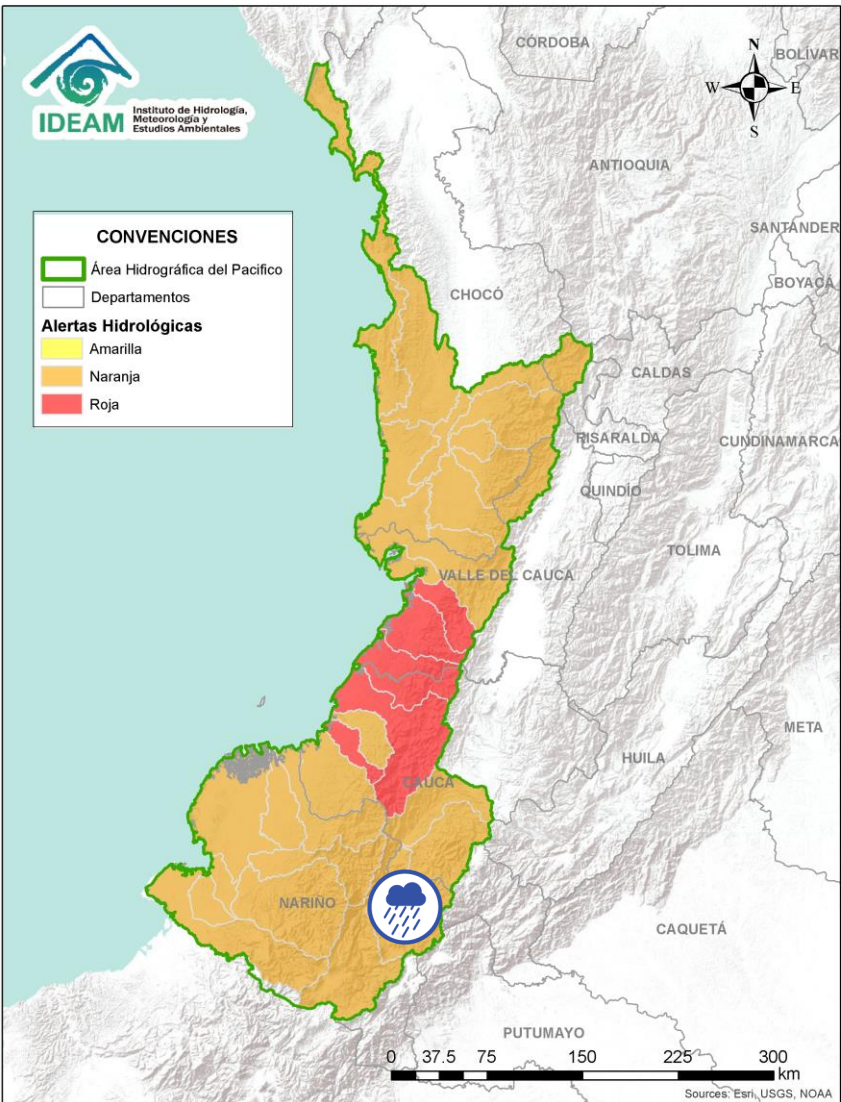 IDEAM
Instituto de Hidrología,
Meteorología y
Estudios Ambientales
CONVENCIONES
Área Hidrográfica del Pacifico
Departamentos
Alertas Hidrológicas
Amarilla
Naranja
Roja
N
W
E
S
CÓRDOBA
BOLIVAR
ANTIOQUIA
SANTANDER
BOYACÁ
CHOCÓ
CALDAS
RISARALDA
CUNDINAMARCA
QUINDÍO
TOLIMA
VALLE DEL CAUCA
META
HUILA
CAUCA
NARIÑO
CAQUETÁ
PUTUMAYO
0 37.5 75 150 225 300
km
Sources: Esri, USGS, NOAA